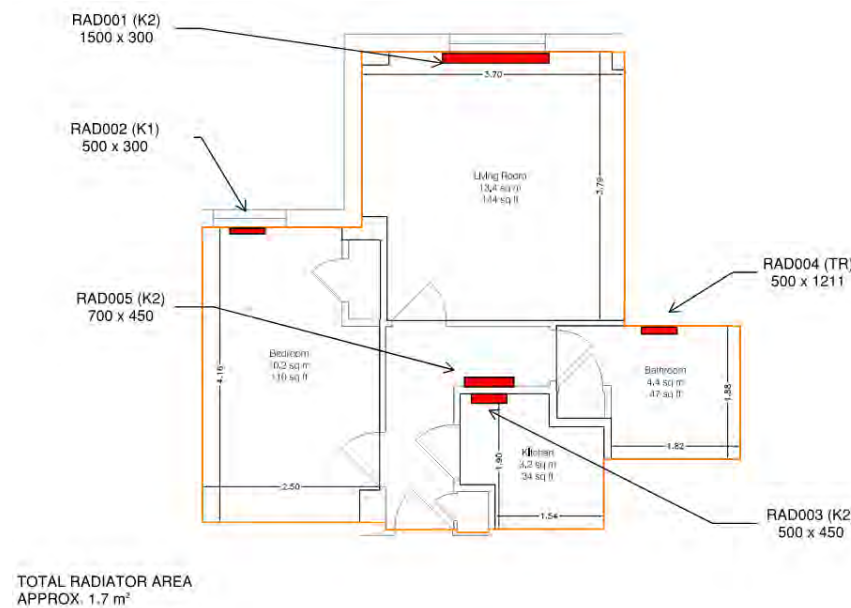 RAD001 (K2)
1500 x 300
RAD002 (K1)
500 x 300
3.70
Living Room
13.4 sq m
144 sq ft
3.79
RAD004 (TR)
500 x 1211
RAD005 (K2)
700 x 450
Bedroom
10.2 sq m
110 sq ft
4.16
Bathroom
4.4 sq m
47 sq ft
1.88
1.82
Kitchen
3.2 sq m
34 sq ft
1.90
2.50
1.54
RAD003 (K2
500 x 450
TOTAL RADIATOR AREA
APPROX. 1.7 m²